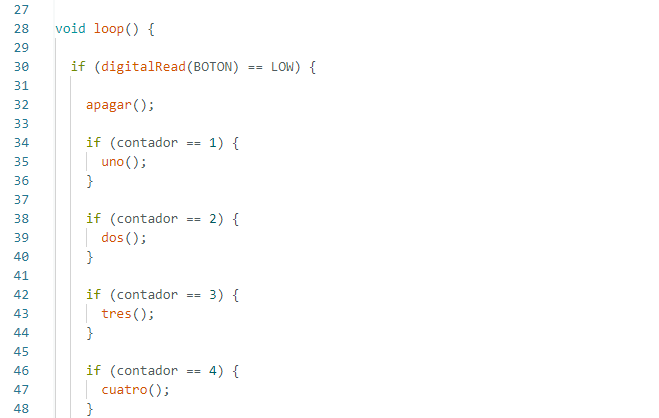 27
28 void loop() {
29
30 if (digitalRead(BOTON) == LOW) {
31
32 apagar();
33
34 if (contador == 1) {
35 uno();
36 }
37
38 if (contador == 2) {
39 dos();
40 }
41
42 if (contador == 3) {
43 tres();
44 }
45
46 if (contador == 4) {
47 cuatro();
48 }